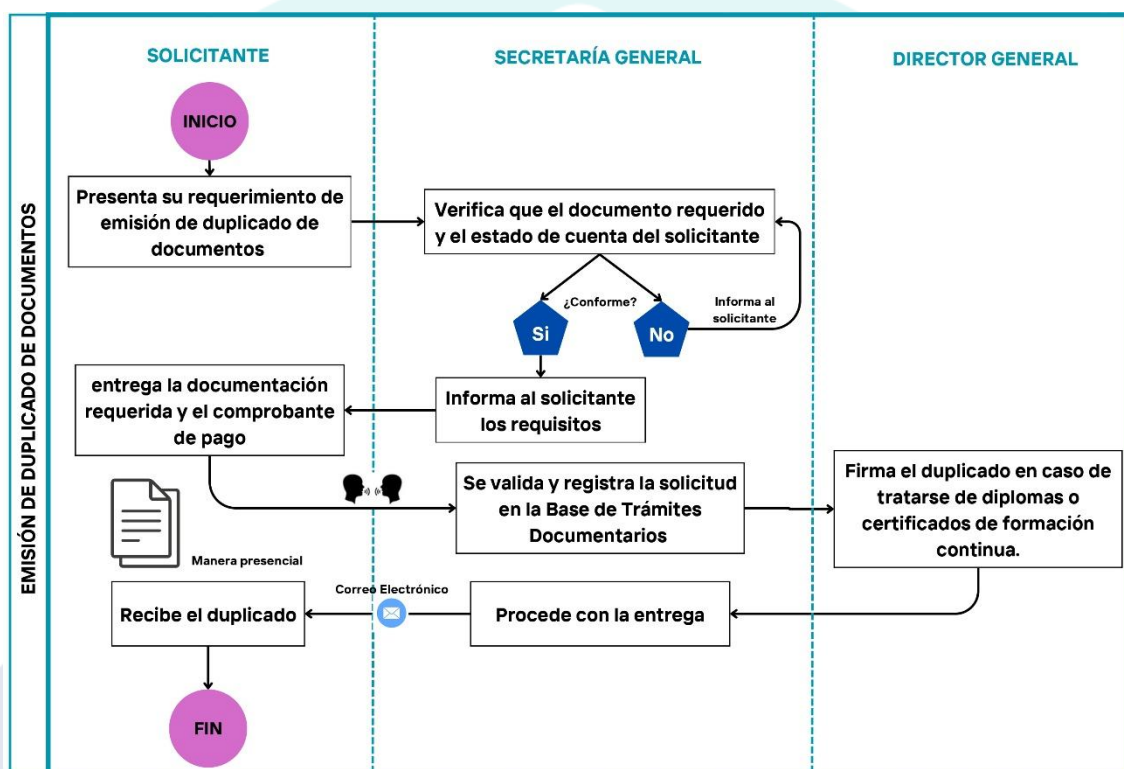 EMISIÓN DE DUPLICADO DE DOCUMENTOS
SOLICITANTE
SECRETARÍA GENERAL
DIRECTOR GENERAL
INICIO
Presenta su requerimiento de
emisión de duplicado de
documentos
Verifica que el documento requerido
y el estado de cuenta del solicitante
¿Conforme?
Si
No
Informa al
solicitante
Informa al solicitante
los requisitos
entrega la documentación
requerida y el comprobante
de pago
Manera presencial
Se valida y registra la solicitud
en la Base de Trámites
Documentarios
Firma el duplicado en caso de
tratarse de diplomas o
certificados de formación
continua.
Procede con la entrega
Correo Electrónico
Recibe el duplicado
FIN